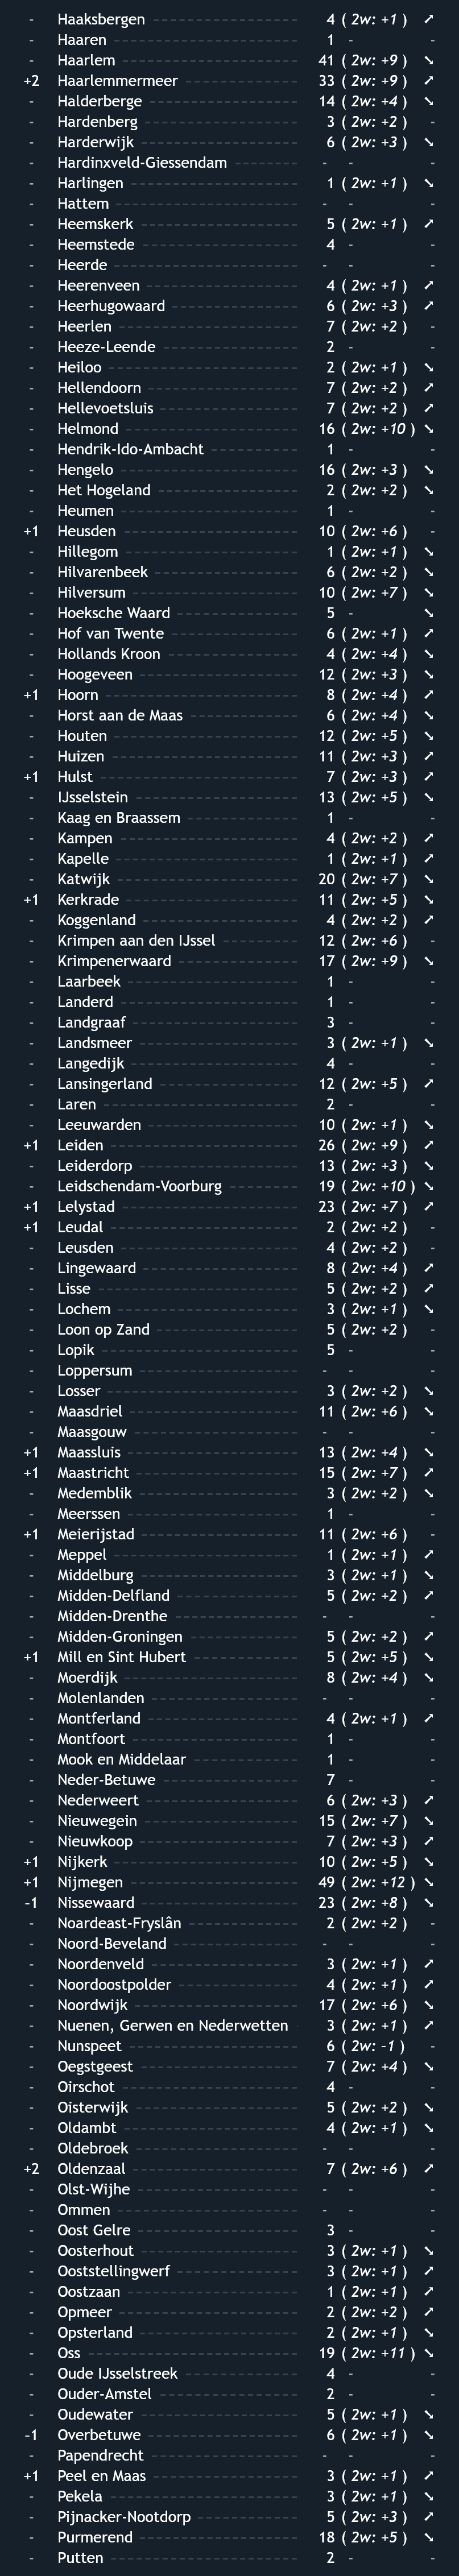 - Haaksbergen 4 ( 2w: +1 ) ➚
- Haaren 1 - -
- Haarlem 41 ( 2w: +9 ) ➘
+2 Haarlemmermeer 33 ( 2w: +9 ) ➚
- Halderberge 14 ( 2w: +4 ) ➘
- Hardenberg 3 ( 2w: +2 ) -
- Harderwijk 6 ( 2w: +3 ) ➘
- Hardinxveld-Giessendam - - -
- Harlingen 1 ( 2w: +1 ) ➘
- Hattem - - -
- Heemskerk 5 ( 2w: +1 ) ➚
- Heemstede 4 - -
- Heerde - - -
- Heerenveen 4 ( 2w: +1 ) ➚
- Heerhugowaard 6 ( 2w: +3 ) ➚
- Heerlen 7 ( 2w: +2 ) -
- Heeze-Leende 2 - -
- Heiloo 2 ( 2w: +1 ) ➘
- Hellendoorn 7 ( 2w: +2 ) ➚
- Hellevoetsluis 7 ( 2w: +2 ) ➚
- Helmond 16 ( 2w: +10 ) ➘
- Hendrik-Ido-Ambacht 1 - -
- Hengelo 16 ( 2w: +3 ) ➘
- Het Hogeland 2 ( 2w: +2 ) ➘
- Heumen 1 - -
+1 Heusden 10 ( 2w: +6 ) -
- Hillegom 1 ( 2w: +1 ) ➘
- Hilvarenbeek 6 ( 2w: +2 ) ➘
- Hilversum 10 ( 2w: +7 ) ➘
- Hoeksche Waard 5 - ➘
- Hof van Twente 6 ( 2w: +1 ) ➚
- Hollands Kroon 4 ( 2w: +4 ) ➘
- Hoogeveen 12 ( 2w: +3 ) ➘
+1 Hoorn 8 ( 2w: +4 ) ➚
- Horst aan de Maas 6 ( 2w: +4 ) ➘
- Houten 12 ( 2w: +5 ) ➘
- Huizen 11 ( 2w: +3 ) ➚
+1 Hulst 7 ( 2w: +3 ) ➚
- IJsselstein 13 ( 2w: +5 ) ➘
- Kaag en Braassem 1 - -
- Kampen 4 ( 2w: +2 ) ➚
- Kapelle 1 ( 2w: +1 ) ➚
- Katwijk 20 ( 2w: +7 ) ➘
+1 Kerkrade 11 ( 2w: +5 ) ➘
- Koggenland 4 ( 2w: +2 ) ➚
- Krimpen aan den IJssel 12 ( 2w: +6 ) -
- Krimpenerwaard 17 ( 2w: +9 ) ➘
- Laarbeek 1 - -
- Landerd 1 - -
- Landgraaf 3 - -
- Landsmeer 3 ( 2w: +1 ) ➘
- Langedijk 4 - -
- Lansingerland 12 ( 2w: +5 ) ➚
- Laren 2 - -
- Leeuwarden 10 ( 2w: +1 ) ➘
+1 Leiden 26 ( 2w: +9 ) ➚
- Leiderdorp 13 ( 2w: +3 ) ➘
- Leidschendam-Voorburg 19 ( 2w: +10 ) ➘
+1 Lelystad 23 ( 2w: +7 ) ➚
+1 Leudal 2 ( 2w: +2 ) -
- Leusden 4 ( 2w: +2 ) -
- Lingewaard 8 ( 2w: +4 ) ➚
- Lisse 5 ( 2w: +2 ) ➚
- Lochem 3 ( 2w: +1 ) ➘
- Loon op Zand 5 ( 2w: +2 ) -
- Lopik 5 - -
- Loppersum - - -
- Losser 3 ( 2w: +2 ) ➘
- Maasdriel 11 ( 2w: +6 ) ➘
- Maasgouw - - -
+1 Maassluis 13 ( 2w: +4 ) ➘
+1 Maastricht 15 ( 2w: +7 ) ➚
- Medemblik 3 ( 2w: +2 ) ➘
- Meerssen 1 - -
+1 Meierijstad 11 ( 2w: +6 ) -
- Meppel 1 ( 2w: +1 ) ➚
- Middelburg 3 ( 2w: +1 ) ➘
- Midden-Delfland 5 ( 2w: +2 ) ➚
- Midden-Drenthe - - -
- Midden-Groningen 5 ( 2w: +2 ) ➚
+1 Mill en Sint Hubert 5 ( 2w: +5 ) ➘
- Moerdijk 8 ( 2w: +4 ) ➘
- Molenlanden - - -
- Montferland 4 ( 2w: +1 ) ➚
- Montfoort 1 - -
- Mook en Middelaar 1 - -
- Neder-Betuwe 7 - -
- Nederweert 6 ( 2w: +3 ) ➚
- Nieuwegein 15 ( 2w: +7 ) ➘
- Nieuwkoop 7 ( 2w: +3 ) ➚
+1 Nijkerk 10 ( 2w: +5 ) ➘
+1 Nijmegen 49 ( 2w: +12 ) ➘
-1 Nissewaard 23 ( 2w: +8 ) ➘
- Noardeast-Fryslân 2 ( 2w: +2 ) -
- Noord-Beveland - - -
- Noordenveld 3 ( 2w: +1 ) ➚
- Noordoostpolder 4 ( 2w: +1 ) ➚
- Noordwijk 17 ( 2w: +6 ) ➘
- Nuenen, Gerwen en Nederwetten 3 ( 2w: +1 ) ➚
- Nunspeet 6 ( 2w: -1 ) -
- Oegstgeest 7 ( 2w: +4 ) ➘
- Oirschot 4 - -
- Oisterwijk 5 ( 2w: +2 ) ➘
- Oldambt 4 ( 2w: +1 ) ➘
- Oldebroek - - -
+2 Oldenzaal 7 ( 2w: +6 ) ➚
- Olst-Wijhe - - -
- Ommen - - -
- Oost Gelre 3 - -
- Oosterhout 3 ( 2w: +1 ) ➘
- Ooststellingwerf 3 ( 2w: +1 ) ➚
- Oostzaan 1 ( 2w: +1 ) ➚
- Opmeer 2 ( 2w: +2 ) ➚
- Opsterland 2 ( 2w: +1 ) ➘
- Oss 19 ( 2w: +11 ) ➘
- Oude IJsselstreek 4 - -
- Ouder-Amstel 2 - -
- Oudewater 5 ( 2w: +1 ) ➘
-1 Overbetuwe 6 ( 2w: +1 ) ➘
- Papendrecht - - -
+1 Peel en Maas 3 ( 2w: +1 ) ➚
- Pekela 3 ( 2w: +1 ) ➘
- Pijnacker-Nootdorp 5 ( 2w: +3 ) ➚
- Purmerend 18 ( 2w: +5 ) ➘
- Putten 2 - -